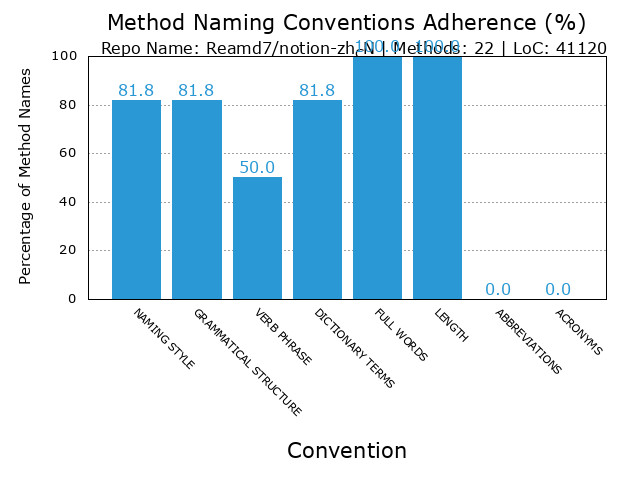 Method Naming Conventions Adherence (%)
Repo Name: Reamd7/notion-zh-CN | Methods: 22 | LoC: 41120
Percentage of Method Names
100
80
60
40
20
0
81.8
81.8
50.0
81.8
100.0
100.0
0.0
0.0
NAMING STYLE
GRAMMATICAL STRUCTURE
VERB PHRASE
DICTIONARY TERMS
FULL WORDS
LENGTH
ABBREVIATIONS
ACRONYMS
Convention